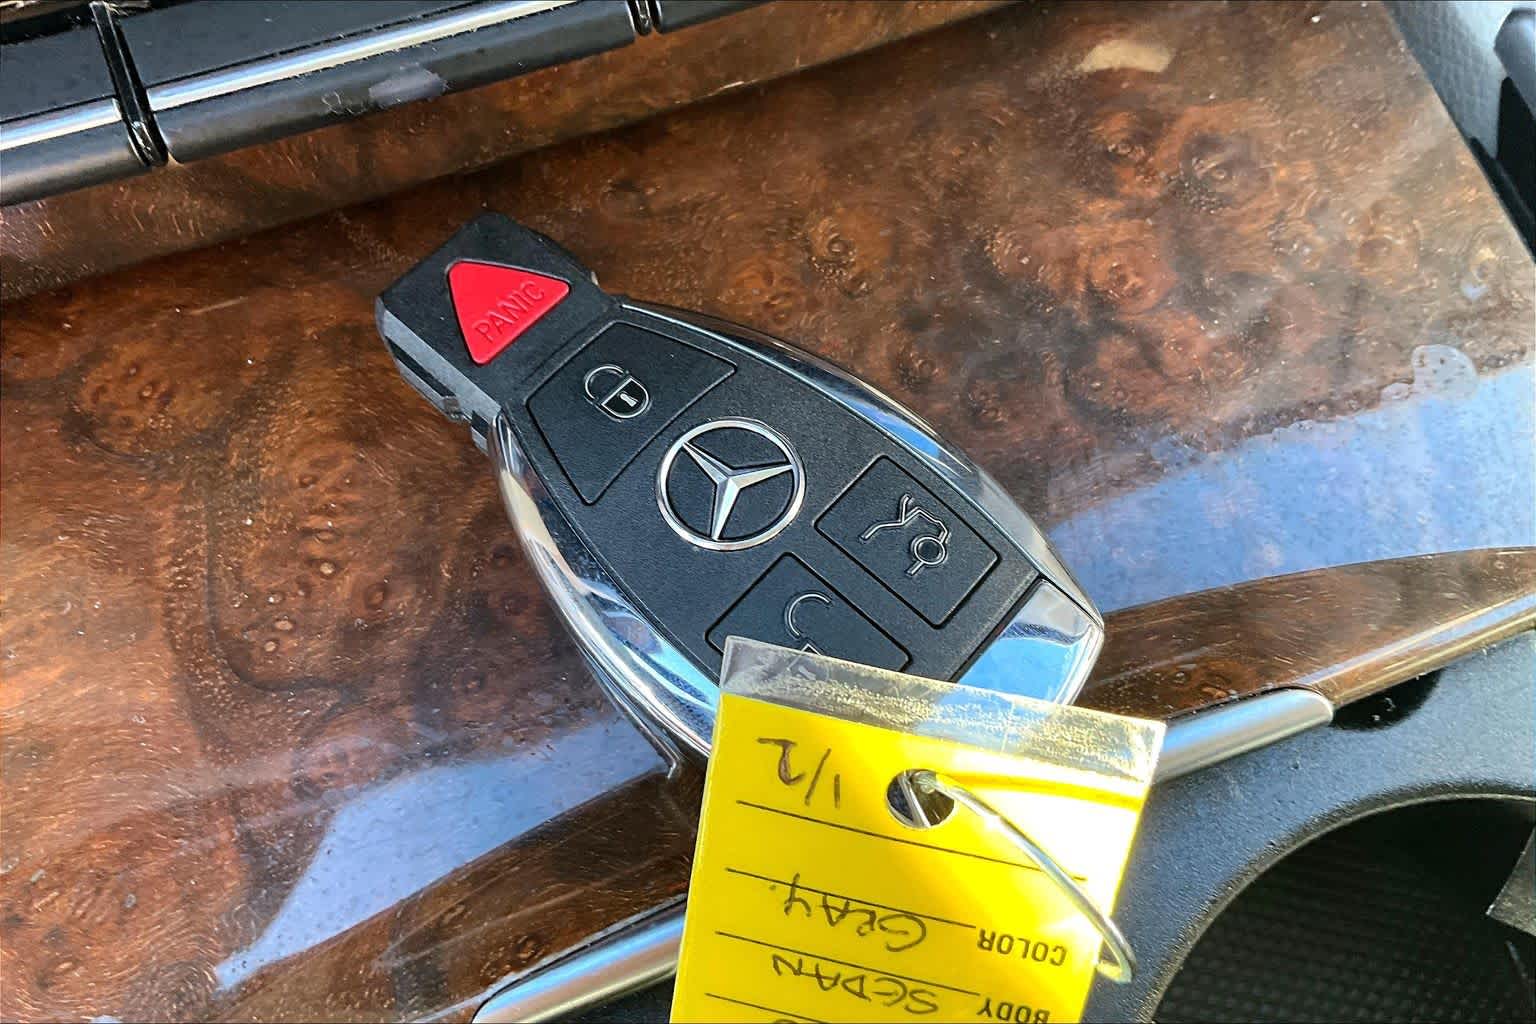 PANIC
BODY SEDAN
COLOR GRAY
1/2